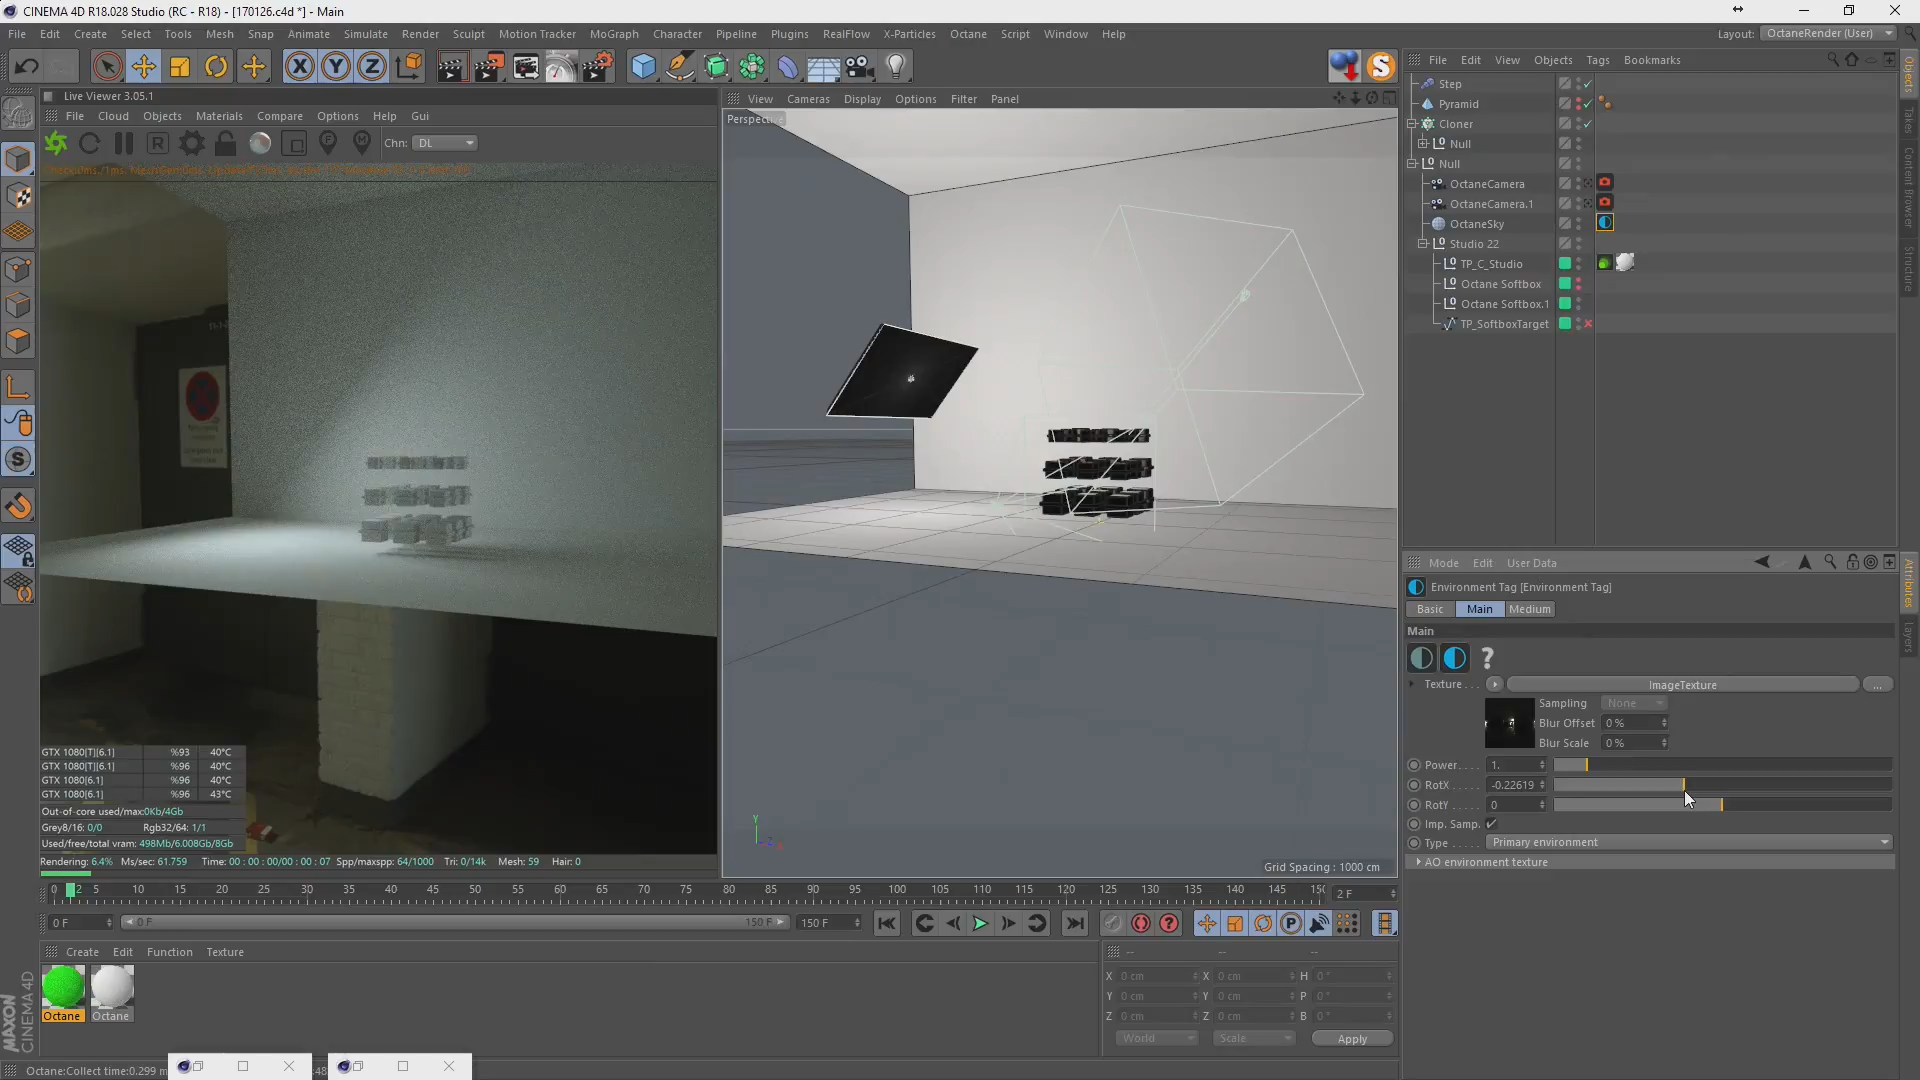 CINEMA 4D R18.028 Studio (RC - R18) - [170126.c4d *] - Main
File Edit Create Select Tools Mesh Snap Animate Simulate Render Sculpt Motion Tracker MoGraph Character Pipeline Plugins RealFlow X-Particles Octane Script Window Help
Layout: OctaneRender (User)
Live Viewer 3.05.1
File Cloud Objects Materials Compare Options Help Gui
Chn: DL
View Cameras Display Options Filter Panel
Perspective
Grid Spacing : 1000 cm
File Edit View Objects Tags Bookmarks
Step
Pyramid
Cloner
Null
Null
OctaneCamera
OctaneCamera.1
OctaneSky
Studio 22
TP_C_Studio
Octane Softbox
Octane Softbox.1
TP_SoftboxTarget
Objects
Takes
Content Browser
Structure
Mode Edit User Data
Environment Tag [Environment Tag]
Basic Main Medium
Main
Texture . . . ImageTexture ...
Sampling None
Blur Offset 0 %
Blur Scale 0 %
Power. . . . 1.
RotX . . . . . -0.22619
RotY . . . . . 0
Imp. Samp.
Type . . . . . Primary environment
AO environment texture
Attributes
Layers
GTX 1080[T][6.1] %93 40°C
GTX 1080[T][6.1] %96 40°C
GTX 1080[6.1] %96 40°C
GTX 1080[6.1] %96 43°C
Out-of-core used/max:0Kb/4Gb
Grey8/16: 0/0 Rgb32/64: 1/1
Used/free/total vram: 498Mb/6.008Gb/8Gb
Rendering: 6.4% Ms/sec: 61.759 Time: 00 : 00 : 00/00 : 00 : 07 Spp/maxspp: 64/1000 Tri: 0/14k Mesh: 59 Hair: 0
0 2 5 10 15 20 25 30 35 40 45 50 55 60 65 70 75 80 85 90 95 100 105 110 115 120 125 130 135 140 145 150 2 F
0 F 0 F 150 F 150 F
Create Edit Function Texture
Octane Octane
-- -- --
X 0 cm X 0 cm H 0 °
Y 0 cm Y 0 cm P 0 °
Z 0 cm Z 0 cm B 0 °
World Scale Apply
MAXON
CINEMA 4D
Octane:Collect time:0.299 m